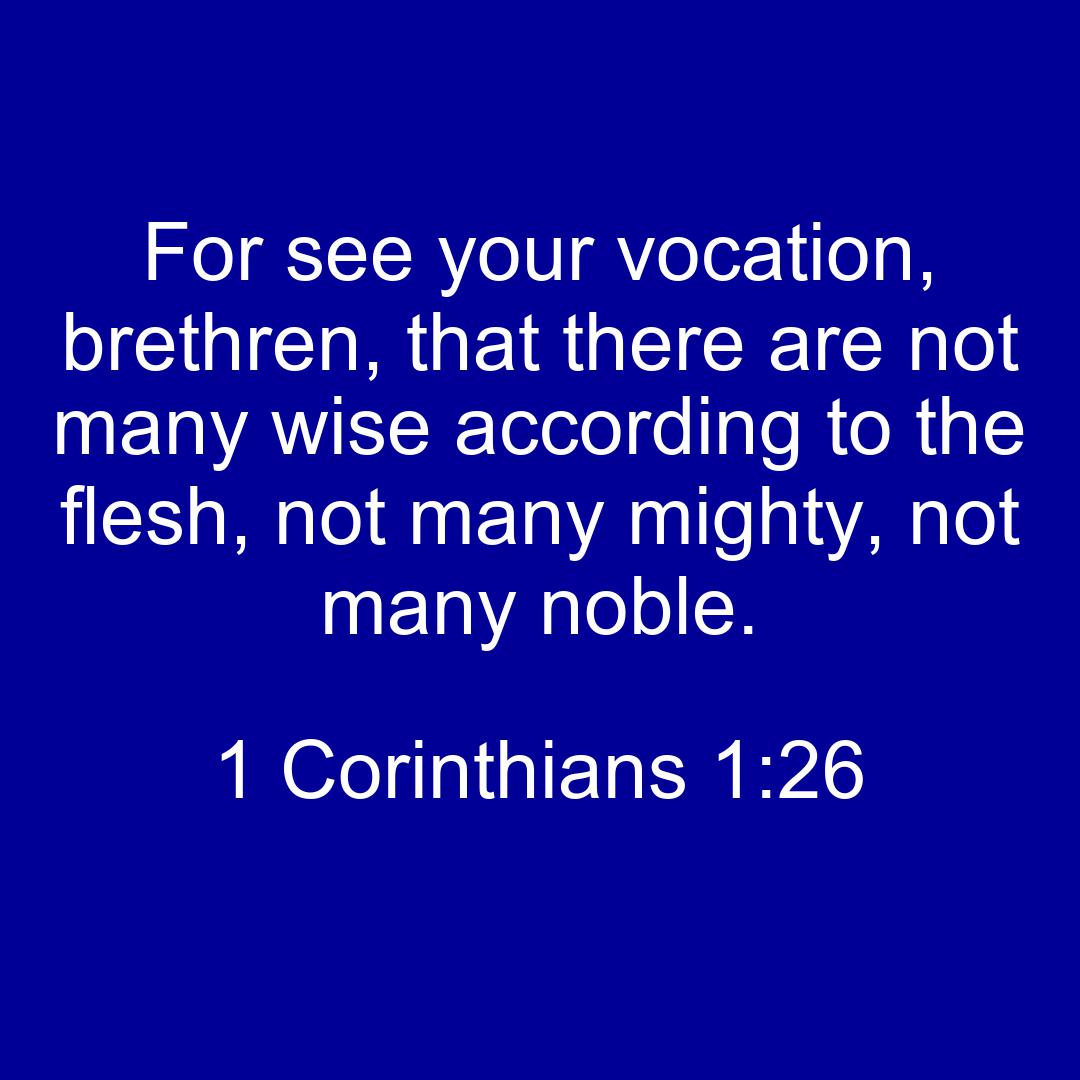 For see your vocation,
brethren, that there are not
many wise according to the
flesh, not many mighty, not
many noble.
1 Corinthians 1:26